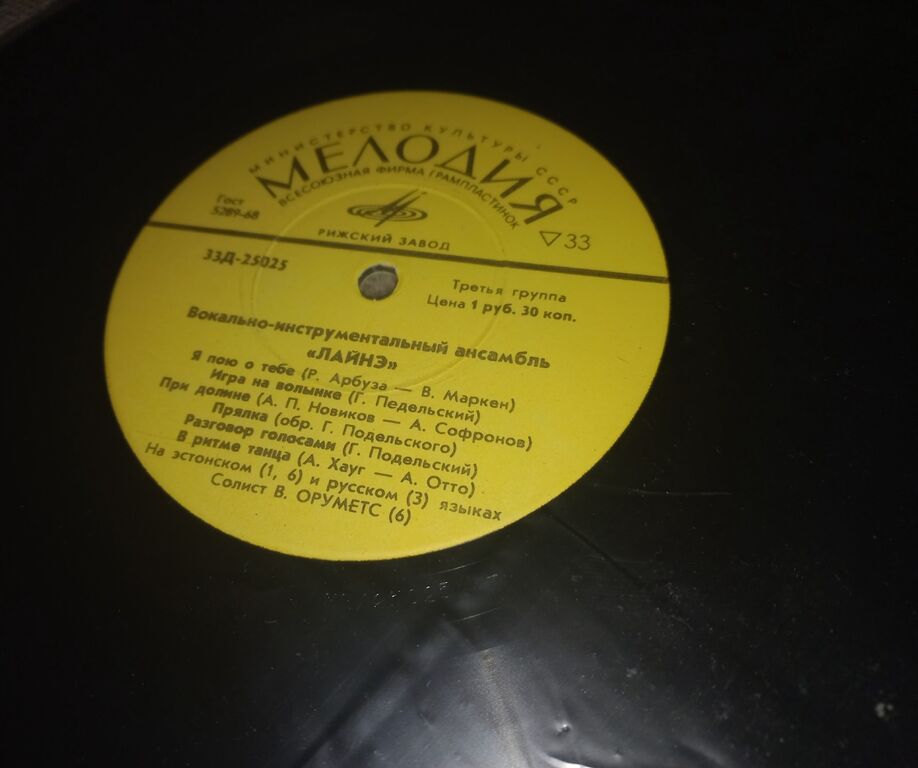 МИНИСТЕРСТВО КУЛЬТУРЫ СССР
МЕЛОДИЯ
ВСЕСОЮЗНАЯ ФИРМА ГРАМПЛАСТИНОК
Гост
5289-68
РИЖСКИЙ ЗАВОД
33
33Д-25025
Третья группа
Цена 1 руб. 30 коп.
Вокально-инструментальный ансамбль
«ЛАЙНЭ»
Я пою о тебе (Р. Арбуза — В. Маркен)
Игра на волынке (Г. Педельский)
При долине (А. П. Новиков — А. Софронов)
Прялка (обр. Г. Подельского)
Разговор голосами (Г. Подельский)
В ритме танца (А. Хауг — А. Отто)
На эстонском (1, 6) и русском (3) языках
Солист В. ОРУМЕТС (6)